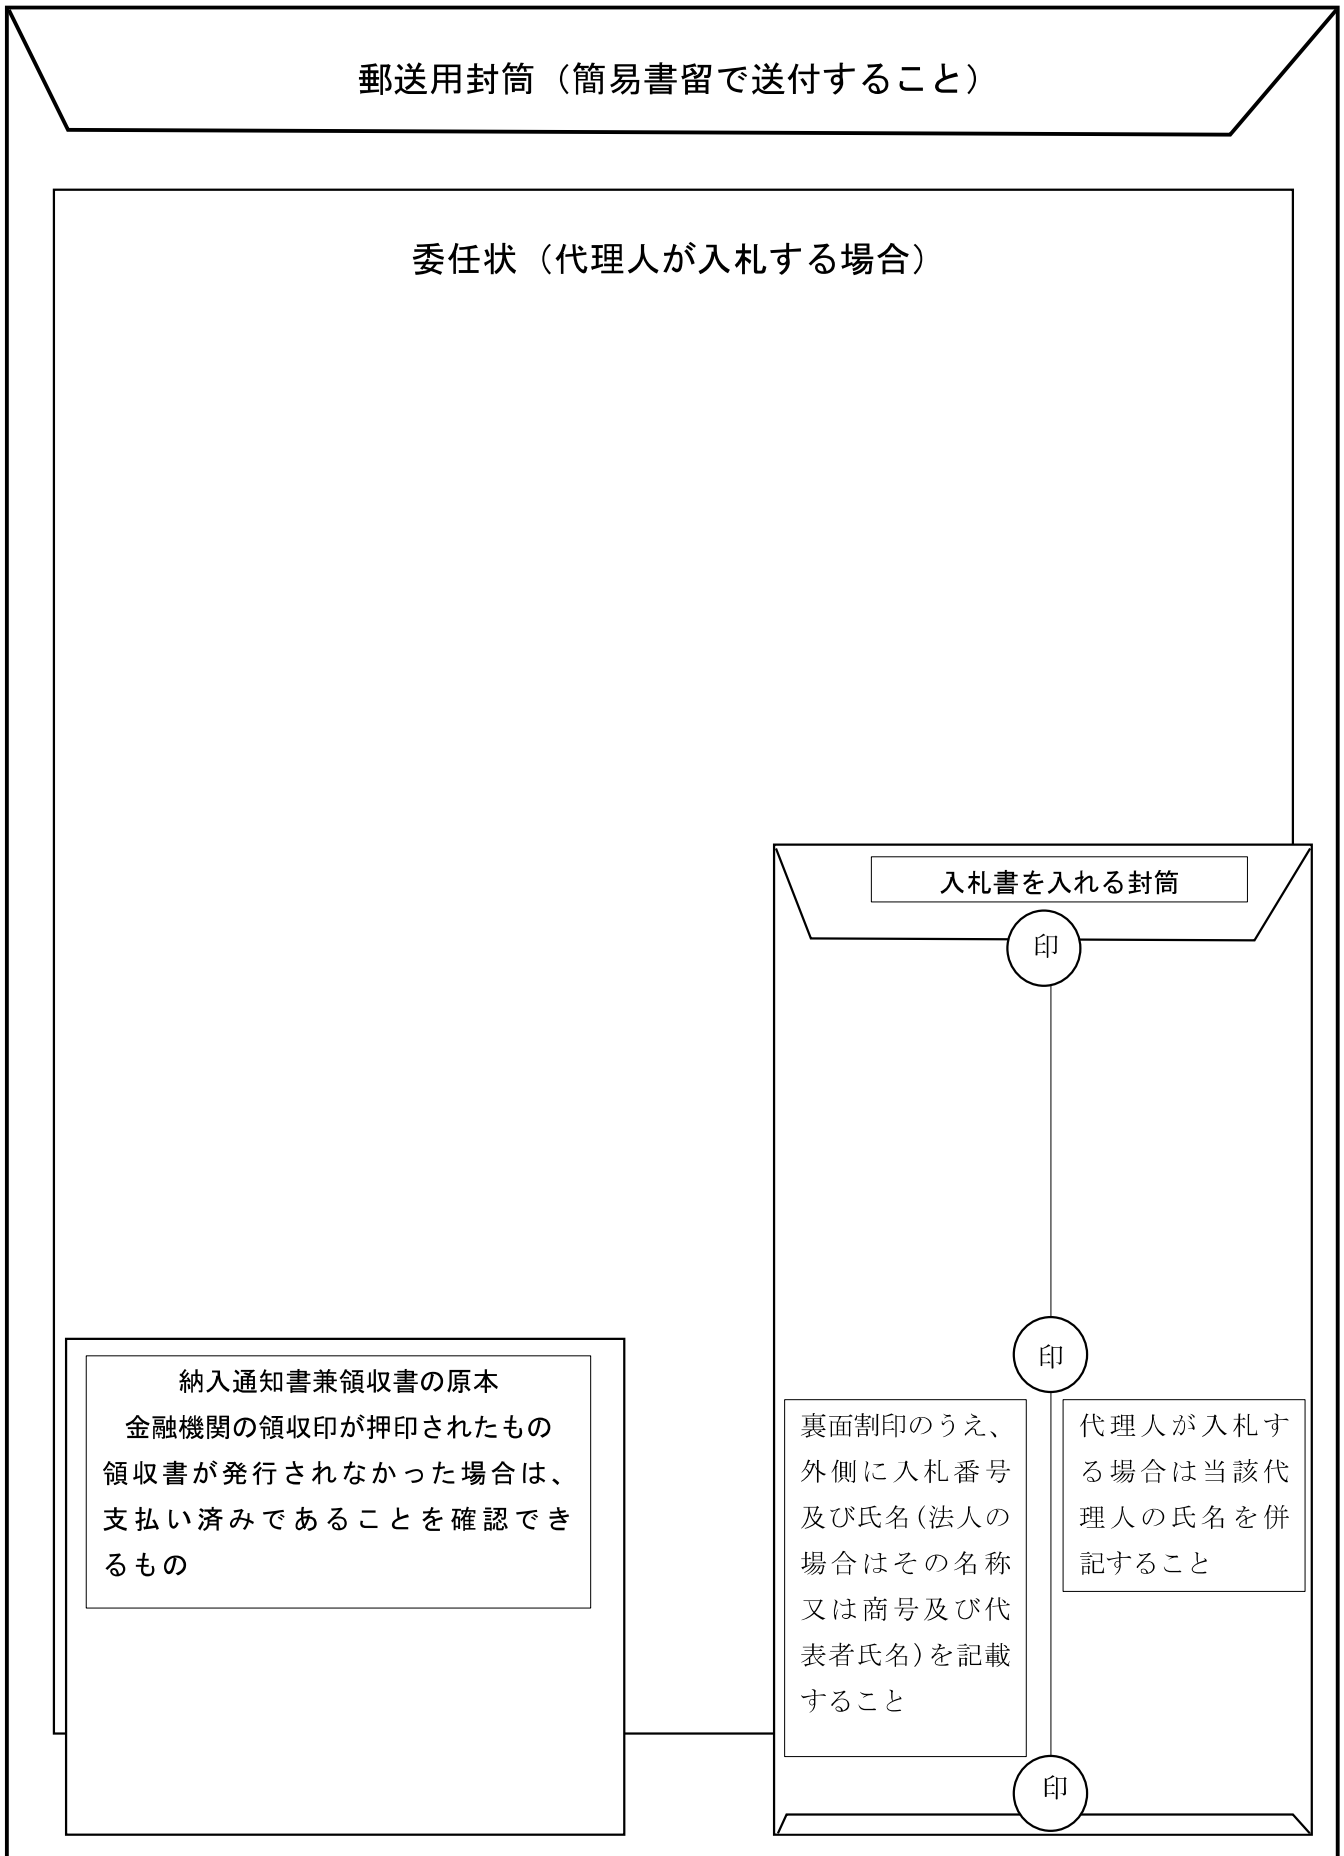 郵送用封筒（簡易書留で送付すること）
委任状（代理人が入札する場合）
入札書を入れる封筒
印
印
納入通知書兼領収書の原本
金融機関の領収印が押印されたもの
領収書が発行されなかった場合は、
支払い済みであることを確認でき
るもの
裏面割印のうえ、
外側に入札番号
及び氏名（法人の
場合はその名称
又は商号及び代
表者氏名）を記載
すること
代理人が入札す
る場合は当該代
理人の氏名を併
記すること
印